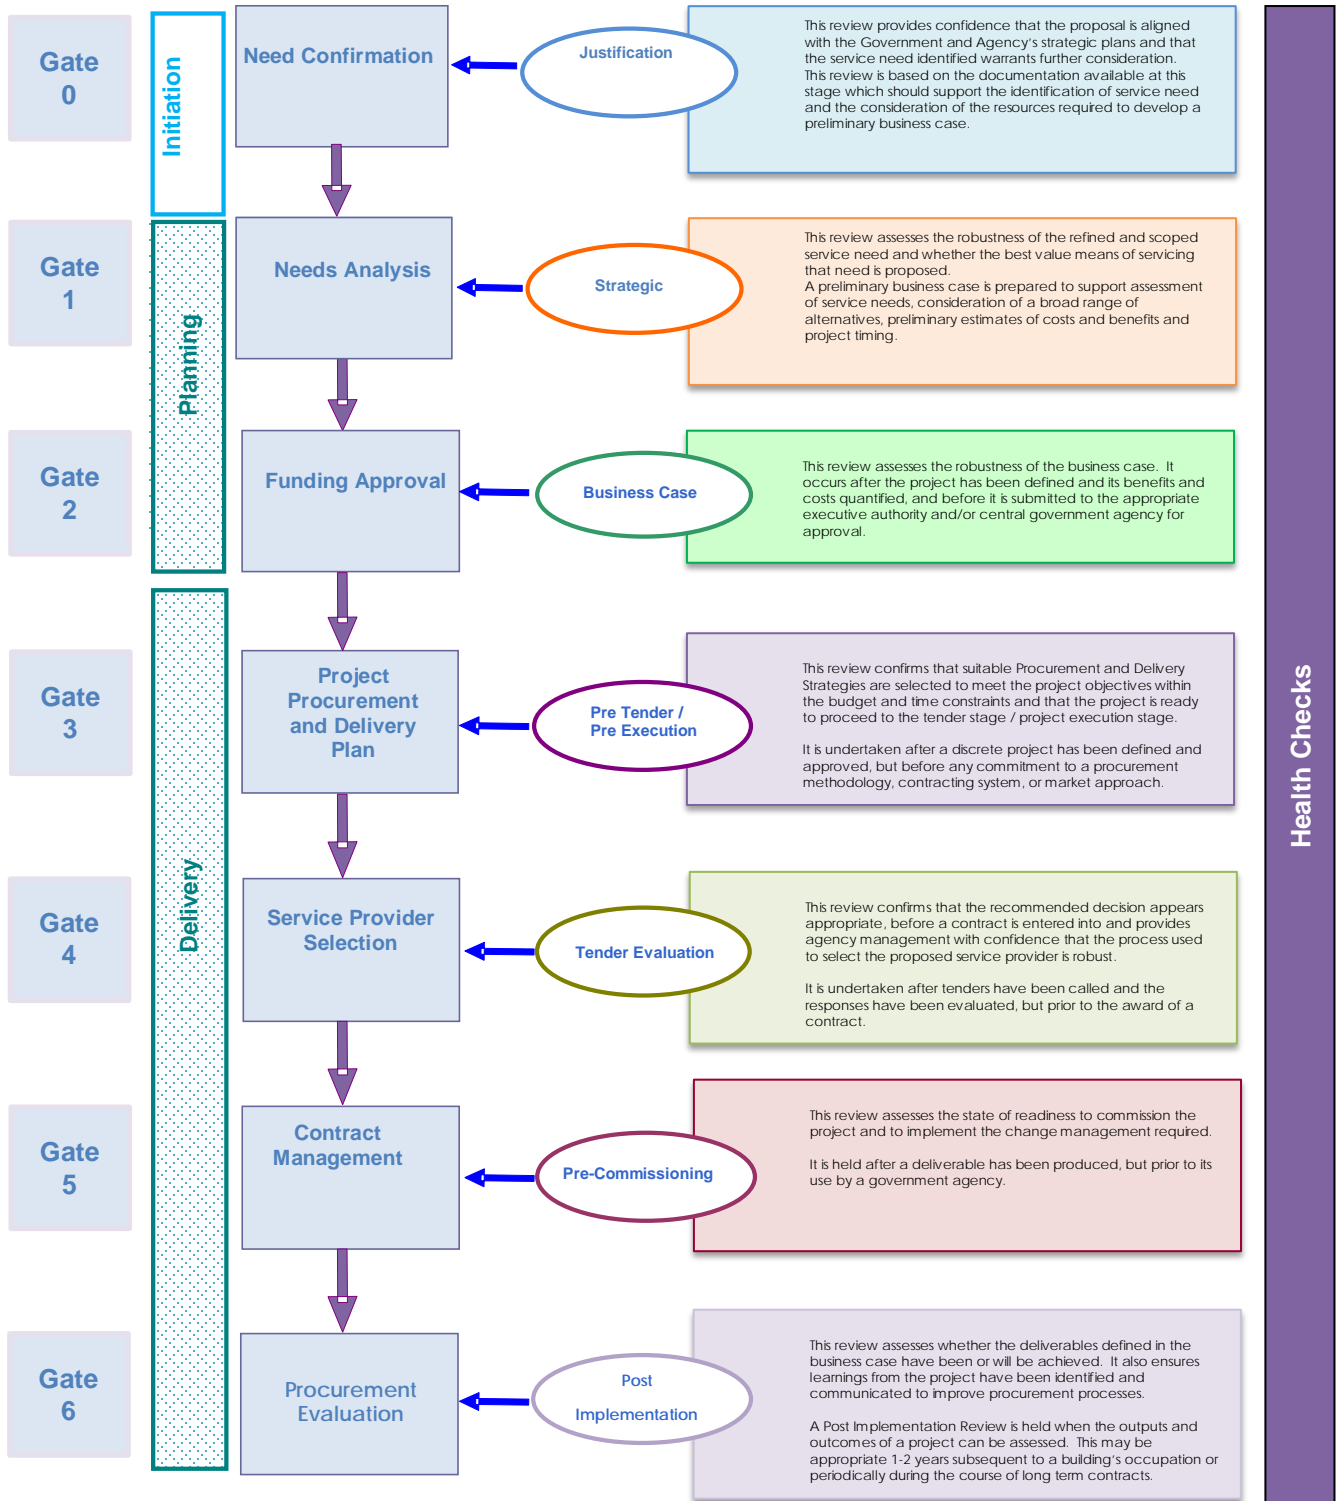 Gate
0
Initiation
Need Confirmation
Justification
This review provides confidence that the proposal is aligned
with the Government and Agency's strategic plans and that
the service need identified warrants further consideration.
This review is based on the documentation available at this
stage which should support the identification of service need
and the consideration of the resources required to develop a
preliminary business case.
Gate
1
Planning
Needs Analysis
Strategic
This review assesses the robustness of the refined and scoped
service need and whether the best value means of servicing
that need is proposed.
A preliminary business case is prepared to support assessment
of service needs, consideration of a broad range of
alternatives, preliminary estimates of costs and benefits and
project timing.
Gate
2
Funding Approval
Business Case
This review assesses the robustness of the business case.  It
occurs after the project has been defined and its benefits and
costs quantified, and before it is submitted to the appropriate
executive authority and/or central government agency for
approval.
Gate
3
Delivery
Project
Procurement
and Delivery
Plan
Pre Tender /
Pre Execution
This review confirms that suitable Procurement and Delivery
Strategies are selected to meet the project objectives within
the budget and time constraints and that the project is ready
to proceed to the tender stage / project execution stage.
It is undertaken after a discrete project has been defined and
approved, but before any commitment to a procurement
methodology, contracting system, or market approach.
Health Checks
Gate
4
Service Provider
Selection
Tender Evaluation
This review confirms that the recommended decision appears
appropriate, before a contract is entered into and provides
agency management with confidence that the process used
to select the proposed service provider is robust.
It is undertaken after tenders have been called and the
responses have been evaluated, but prior to the award of a
contract.
Gate
5
Contract
Management
Pre-Commissioning
This review assesses the state of readiness to commission the
project and to implement the change management required.
It is held after a deliverable has been produced, but prior to its
use by a government agency.
Gate
6
Procurement
Evaluation
Post
Implementation
This review assesses whether the deliverables defined in the
business case have been or will be achieved.  It also ensures
learnings from the project have been identified and
communicated to improve procurement processes.
A Post Implementation Review is held when the outputs and
outcomes of a project can be assessed.  This may be
appropriate 1-2 years subsequent to a building's occupation or
periodically during the course of long term contracts.